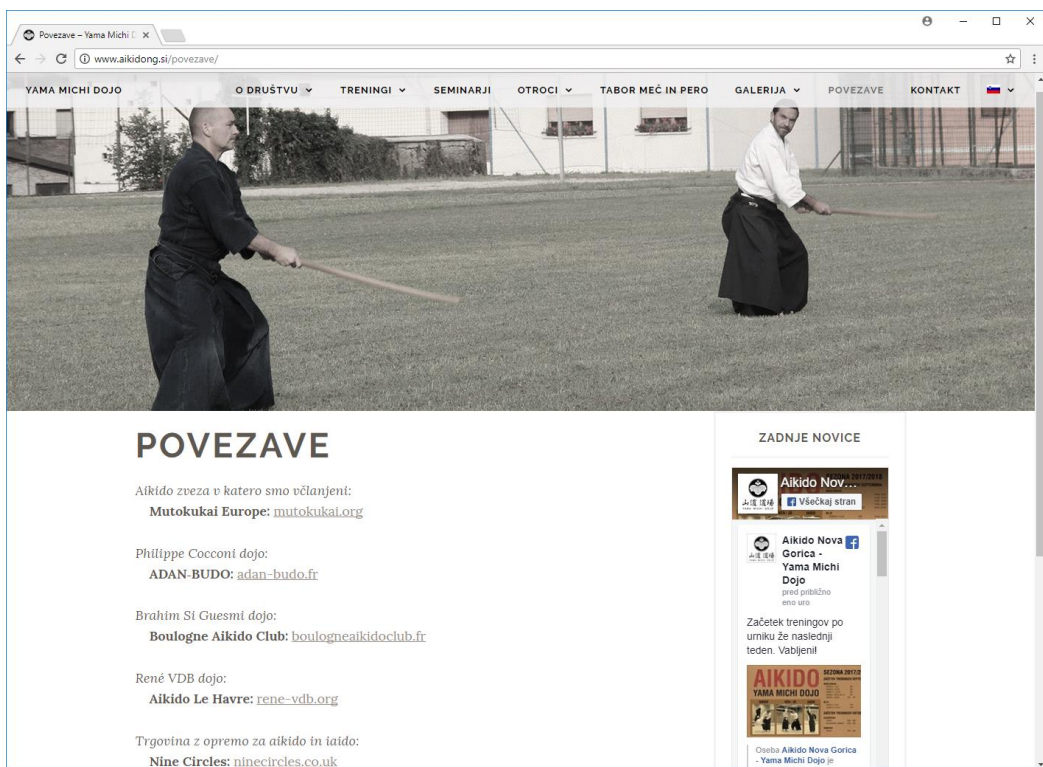 Povezave – Yama Michi D
www.aikidong.si/povezave/
YAMA MICHI DOJO
O DRUŠTVU
TRENINGI
SEMINARJI
OTROCI
TABOR MEČ IN PERO
GALERIJA
POVEZAVE
KONTAKT
POVEZAVE
Aikido zveza v katero smo včlanjeni:
Mutokukai Europe: mutokukai.org
Philippe Cocconi dojo:
ADAN-BUDO: adan-budo.fr
Brahim Si Guesmi dojo:
Boulogne Aikido Club: boulogneaikidoclub.fr
René VDB dojo:
Aikido Le Havre: rene-vdb.org
Trgovina z opremo za aikido in iaido:
Nine Circles: ninecircles.co.uk
ZADNJE NOVICE
Aikido Nov...
Všečkaj stran
Aikido Nova
Gorica -
Yama Michi
Dojo
pred približno
eno uro
Začetek treningov po
urniku že naslednji
teden. Vabljeni!
AIKIDO
YAMA MICHI DOJO
SEZONA 2017/2
Oseba Aikido Nova Gorica
- Yama Michi Dojo je